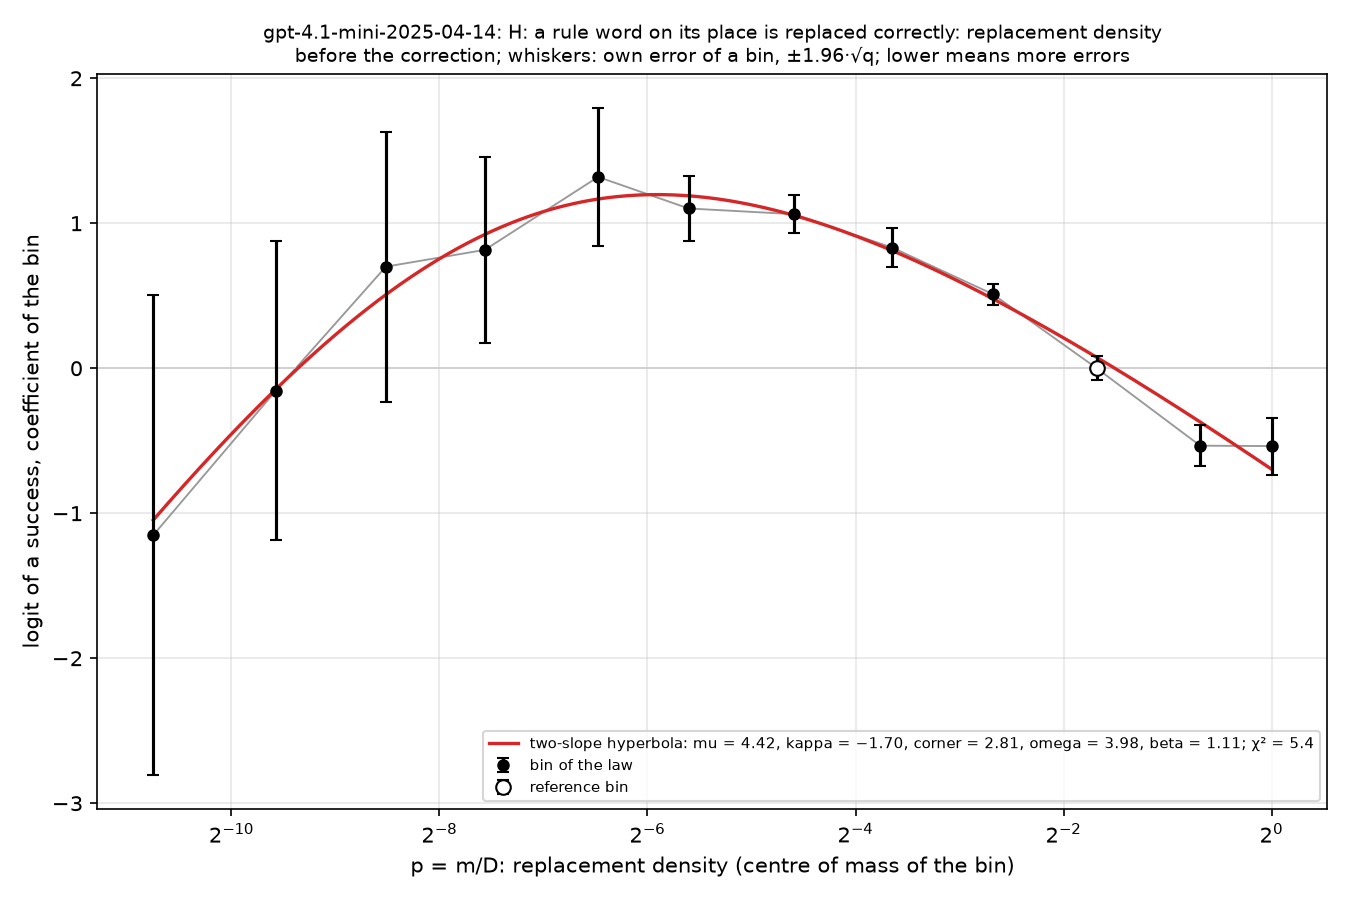 gpt-4.1-mini-2025-04-14: H: a rule word on its place is replaced correctly: replacement density
before the correction; whiskers: own error of a bin, ±1.96·√q; lower means more errors
logit of a success, coefficient of the bin
2
1
0
−1
−2
−3
two-slope hyperbola: mu = 4.42, kappa = −1.70, corner = 2.81, omega = 3.98, beta = 1.11; χ² = 5.4
bin of the law
reference bin
2⁻¹⁰ 2⁻⁸ 2⁻⁶ 2⁻⁴ 2⁻² 2⁰
p = m/D: replacement density (centre of mass of the bin)